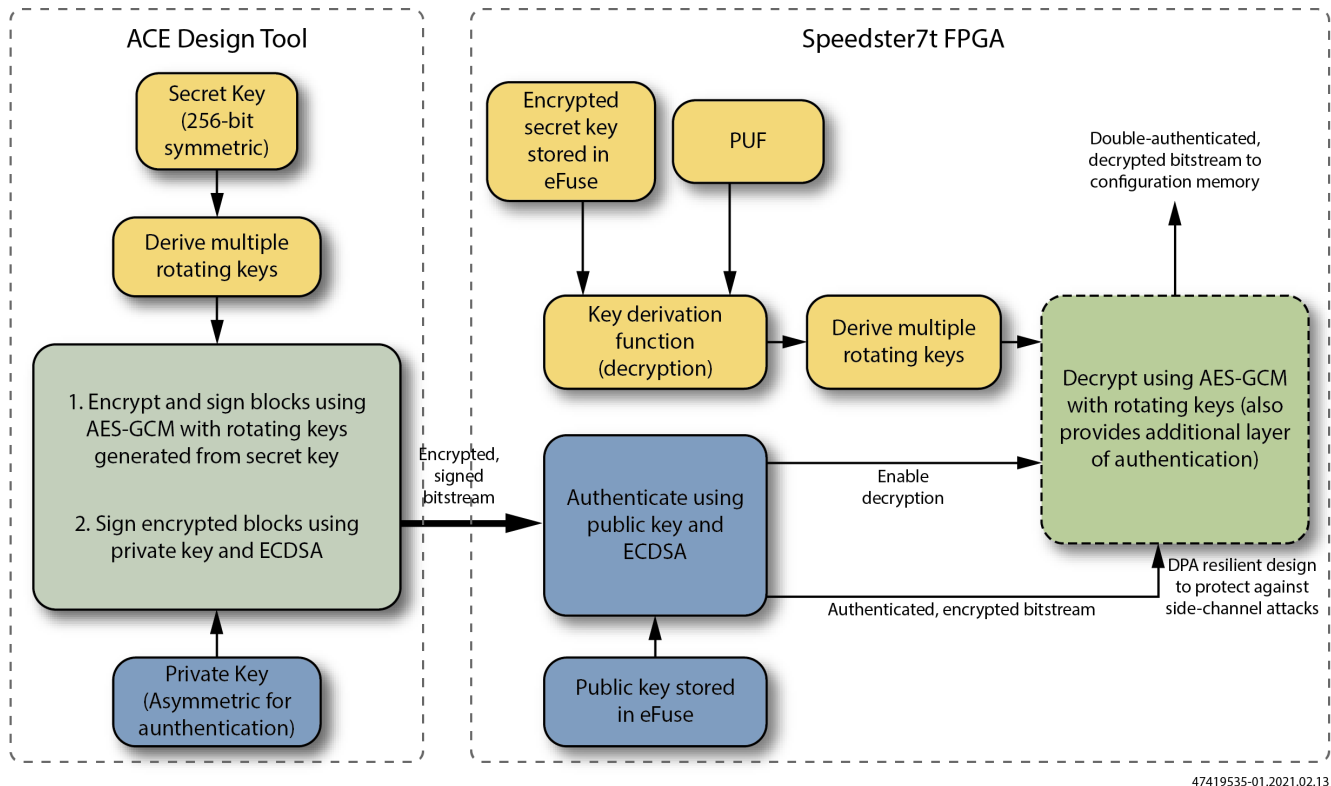 ACE Design Tool
Secret Key
(256-bit
symmetric)
Derive multiple
rotating keys
1. Encrypt and sign blocks using
AES-GCM with rotating keys
generated from secret key
2. Sign encrypted blocks using
private key and ECDSA
Private Key
(Asymmetric for
aunthentication)
Encrypted,
signed
bitstream
Speedster7t FPGA
Encrypted
secret key
stored in
eFuse
PUF
Key derivation
function
(decryption)
Derive multiple
rotating keys
Double-authenticated,
decrypted bitstream to
configuration memory
Decrypt using AES-GCM
with rotating keys (also
provides additional layer
of authentication)
Authenticate using
public key and
ECDSA
Enable
decryption
Authenticated, encrypted bitstream
DPA resilient design
to protect against
side-channel attacks
Public key stored
in eFuse
47419535-01.2021.02.13